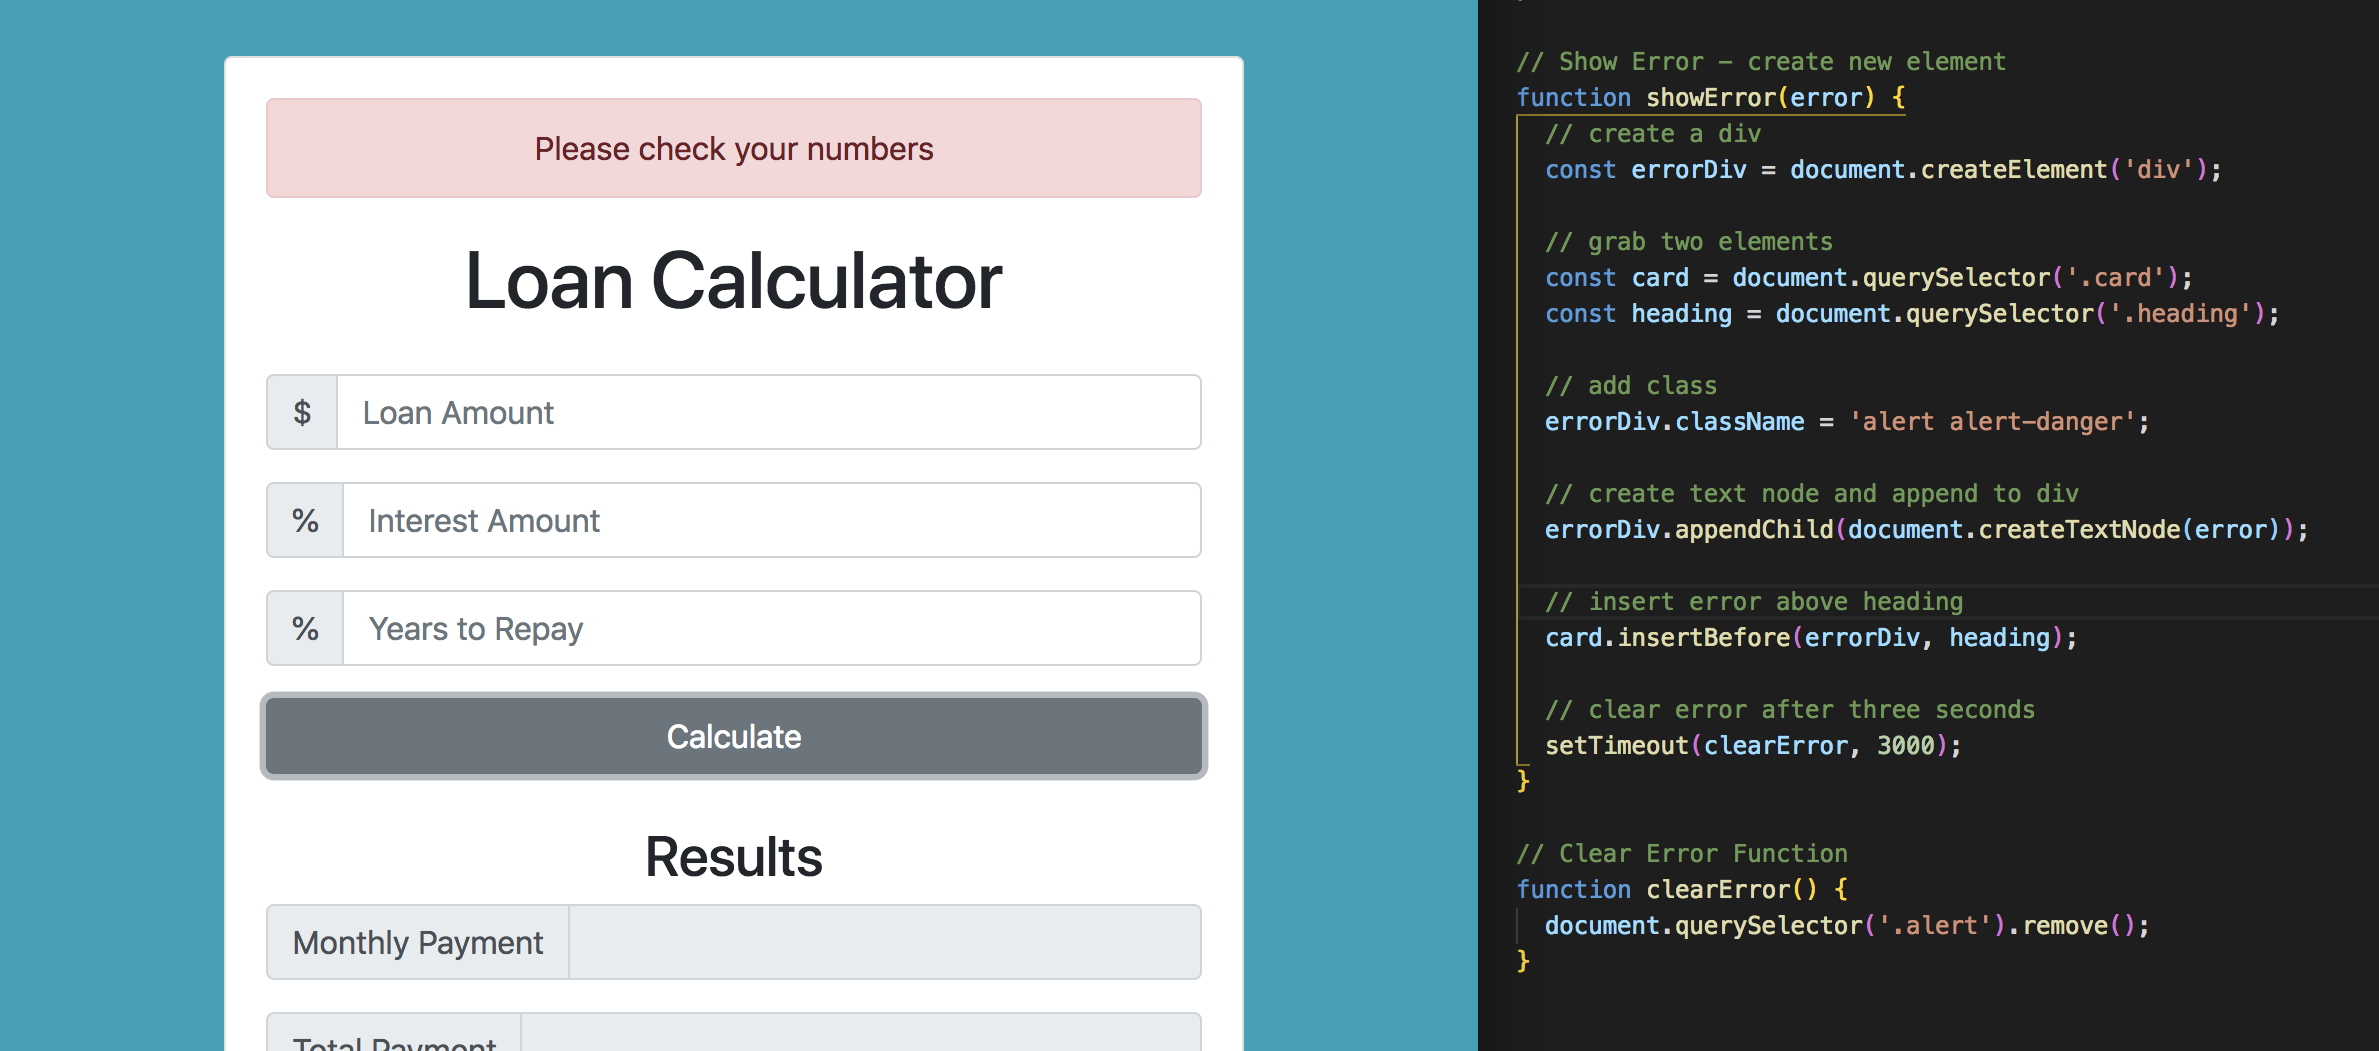 Please check your numbers
Loan Calculator
$ Loan Amount
% Interest Amount
% Years to Repay
Calculate
Results
Monthly Payment
Total Payment
// Show Error – create new element
function showError(error) {
// create a div
const errorDiv = document.createElement('div');
// grab two elements
const card = document.querySelector('.card');
const heading = document.querySelector('.heading');
// add class
errorDiv.className = 'alert alert-danger';
// create text node and append to div
errorDiv.appendChild(document.createTextNode(error));
// insert error above heading
card.insertBefore(errorDiv, heading);
// clear error after three seconds
setTimeout(clearError, 3000);
}
// Clear Error Function
function clearError() {
document.querySelector('.alert').remove();
}